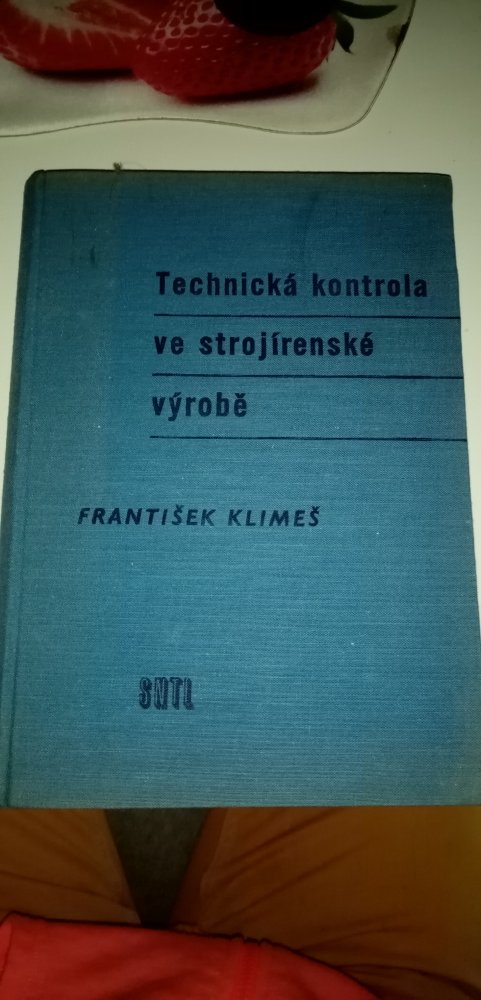 Technická kontrola
ve strojírenské
výrobě
FRANTIŠEK KLIMEŠ
SNTL